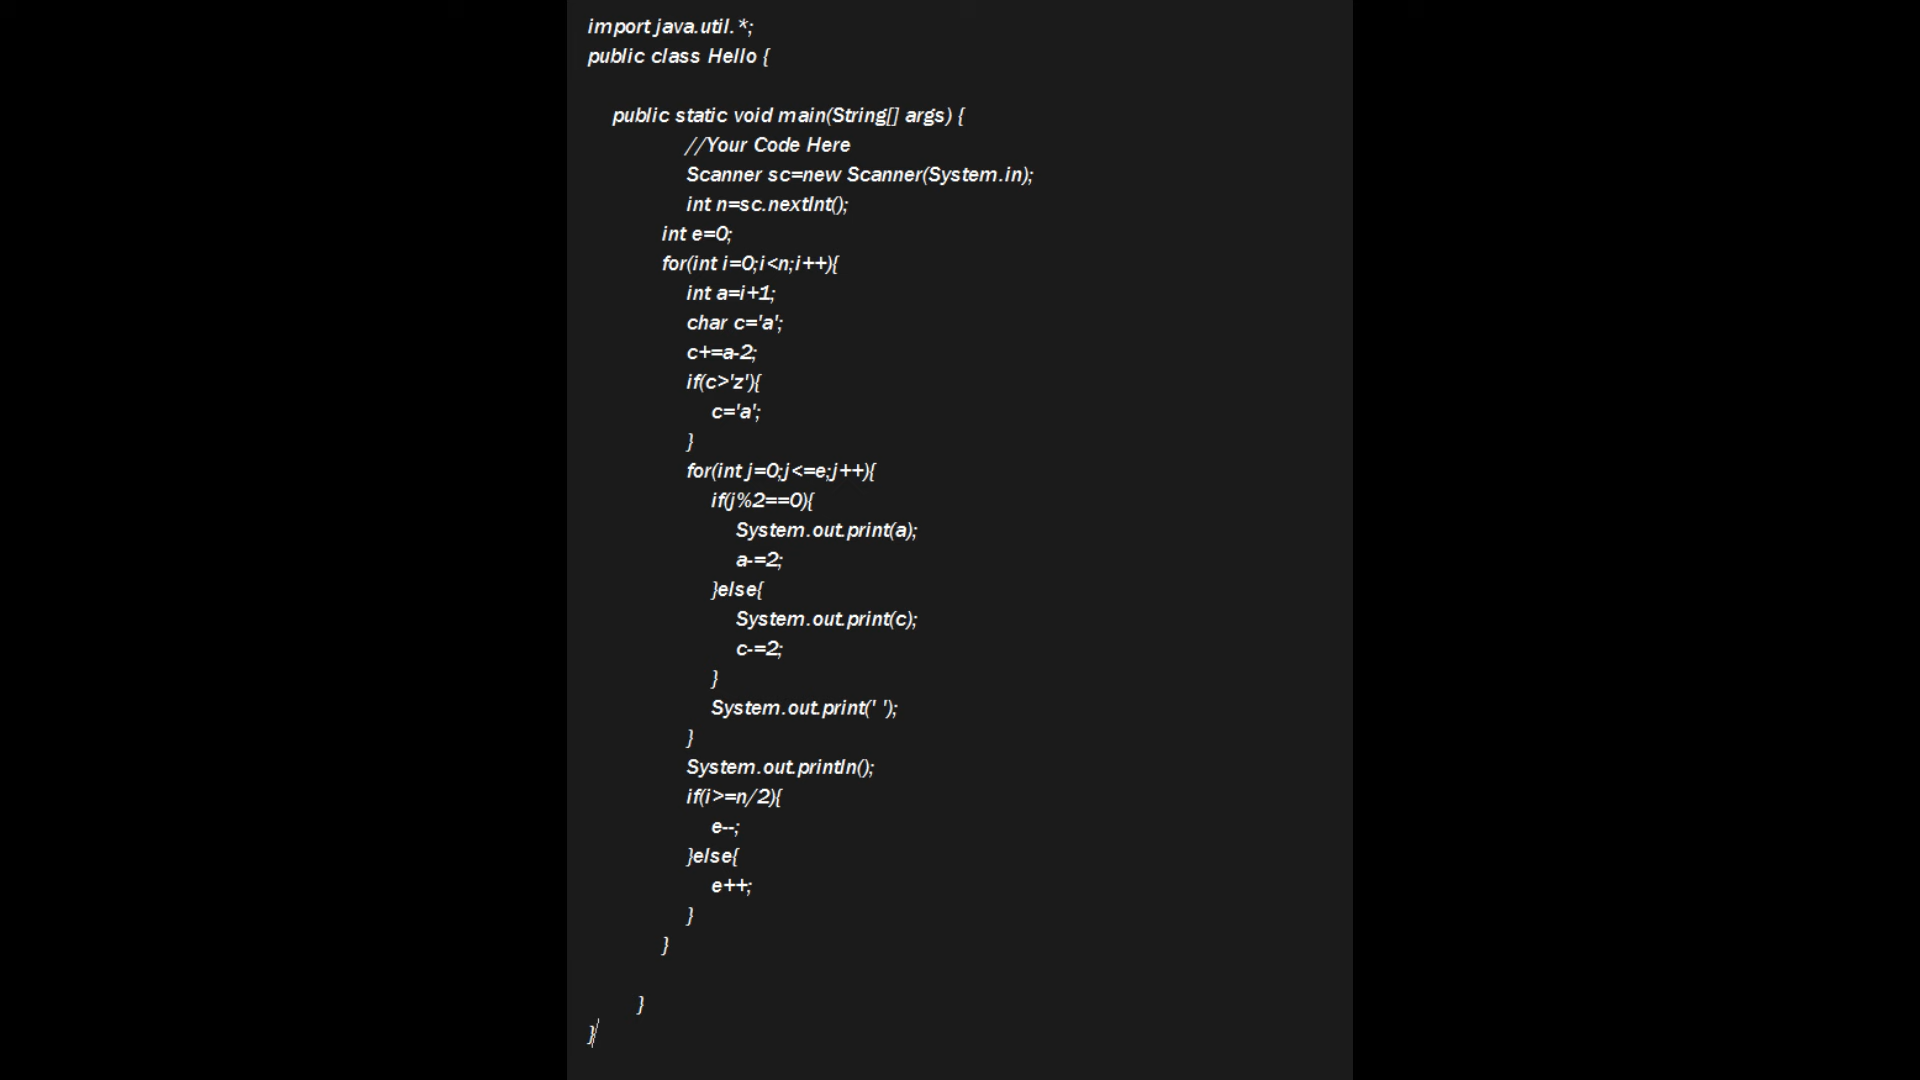 import java.util.*;
public class Hello {
public static void main(String[] args) {
//Your Code Here
Scanner sc=new Scanner(System.in);
int n=sc.nextInt();
int e=0;
for(int i=0;i<n;i++){
int a=i+1;
char c='a';
c+=a-2;
if(c>'z'){
c='a';
}
for(int j=0;j<=e;j++){
if(j%2==0){
System.out.print(a);
a-=2;
}else{
System.out.print(c);
c-=2;
}
System.out.print(' ');
}
System.out.println();
if(i>=n/2){
e--;
}else{
e++;
}
}
}
}